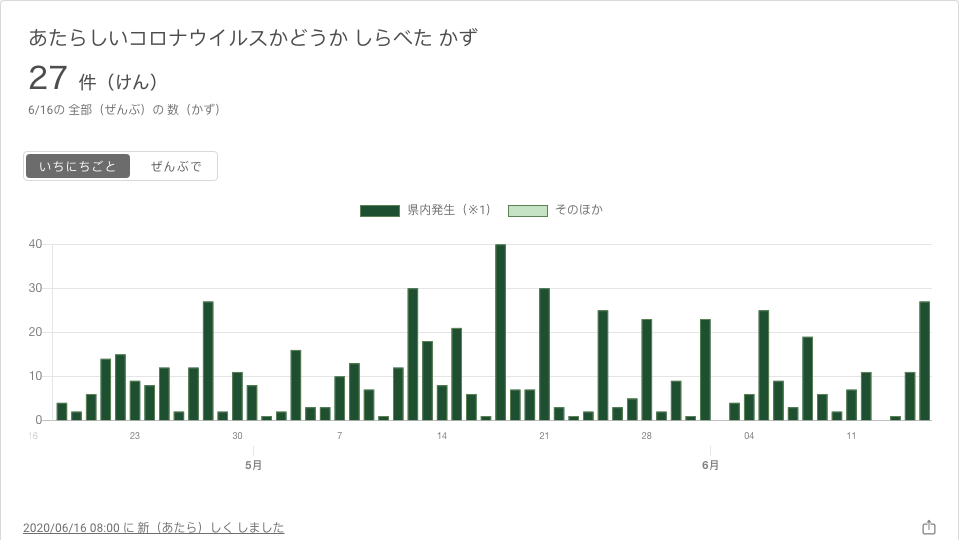 あたらしいコロナウイルスかどうか しらべた かず
27 件（けん）
6/16の 全部（ぜんぶ）の 数（かず）
いちにちごと ぜんぶで
県内発生（※1） そのほか
40
30
20
10
0
16 23 30 7 14 21 28 04 11
5月 6月
2020/06/16 08:00 に 新（あたら）しく しました